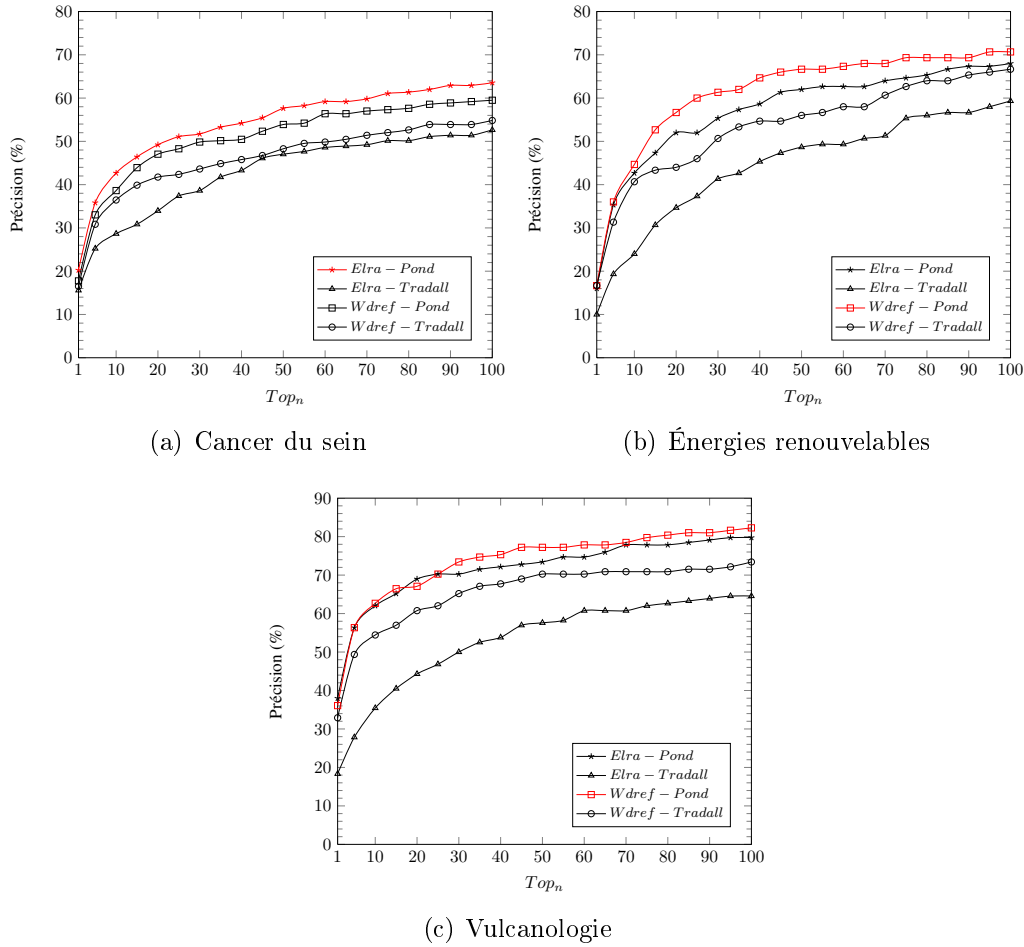 80
70
60
50
40
30
20
10
0
Précision (%)
1 10 20 30 40 50 60 70 80 90 100
Top_n
Elra − Pond
Elra − Tradall
Wdref − Pond
Wdref − Tradall
(a) Cancer du sein
80
70
60
50
40
30
20
10
0
Précision (%)
1 10 20 30 40 50 60 70 80 90 100
Top_n
Elra − Pond
Elra − Tradall
Wdref − Pond
Wdref − Tradall
(b) Énergies renouvelables
90
80
70
60
50
40
30
20
10
0
Précision (%)
1 10 20 30 40 50 60 70 80 90 100
Top_n
Elra − Pond
Elra − Tradall
Wdref − Pond
Wdref − Tradall
(c) Vulcanologie